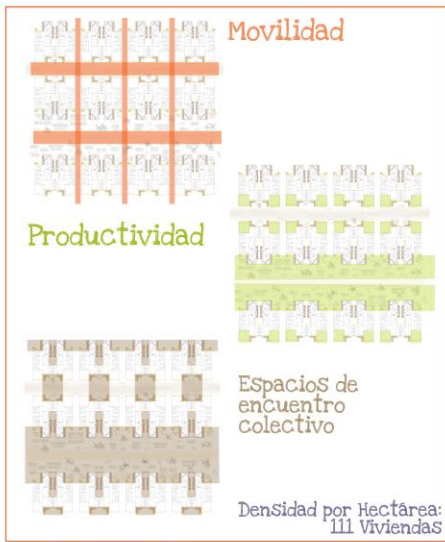 Movilidad
Productividad
Espacios de
encuentro
colectivo
Densidad por Hectárea:
111 Viviendas